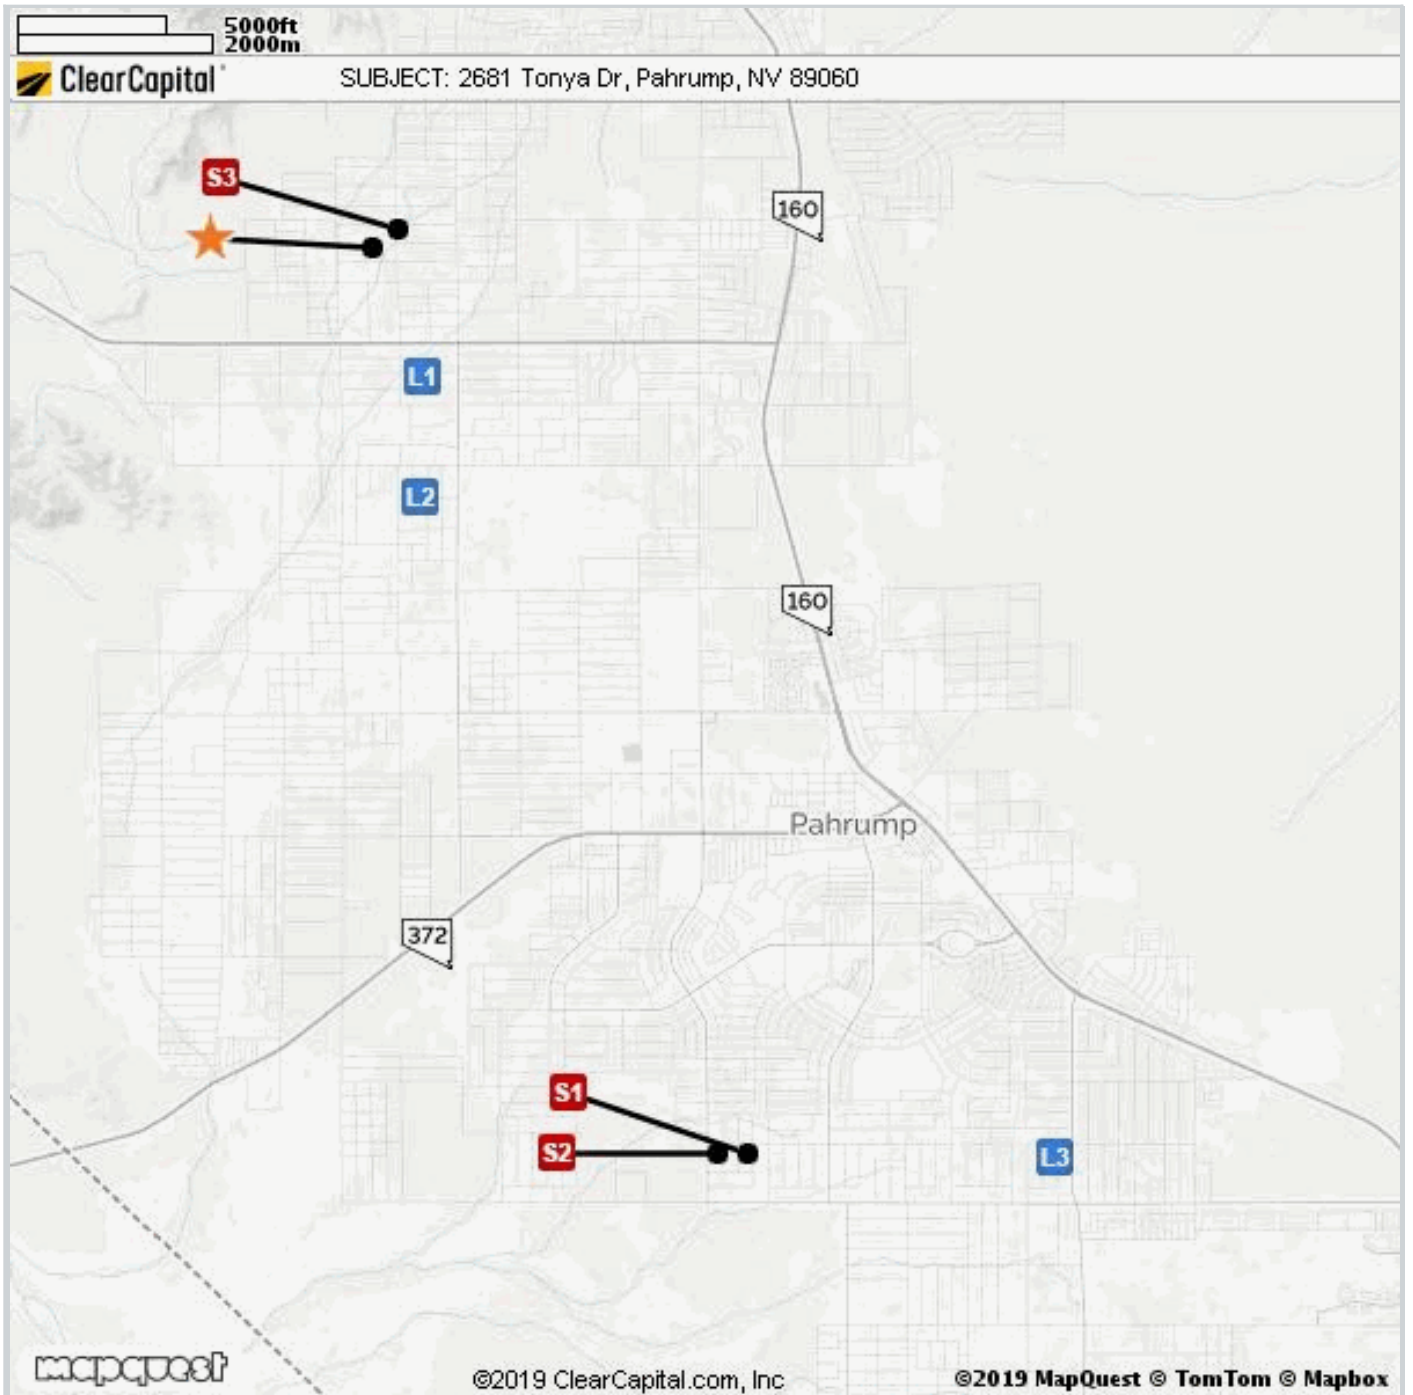 5000ft
2000m
ClearCapital
SUBJECT: 2681 Tonya Dr, Pahrump, NV 89060
S3
160
L1
L2
160
Pahrump
372
S1
S2
L3
mapquest
©2019 ClearCapital.com, Inc
©2019 MapQuest © TomTom © Mapbox